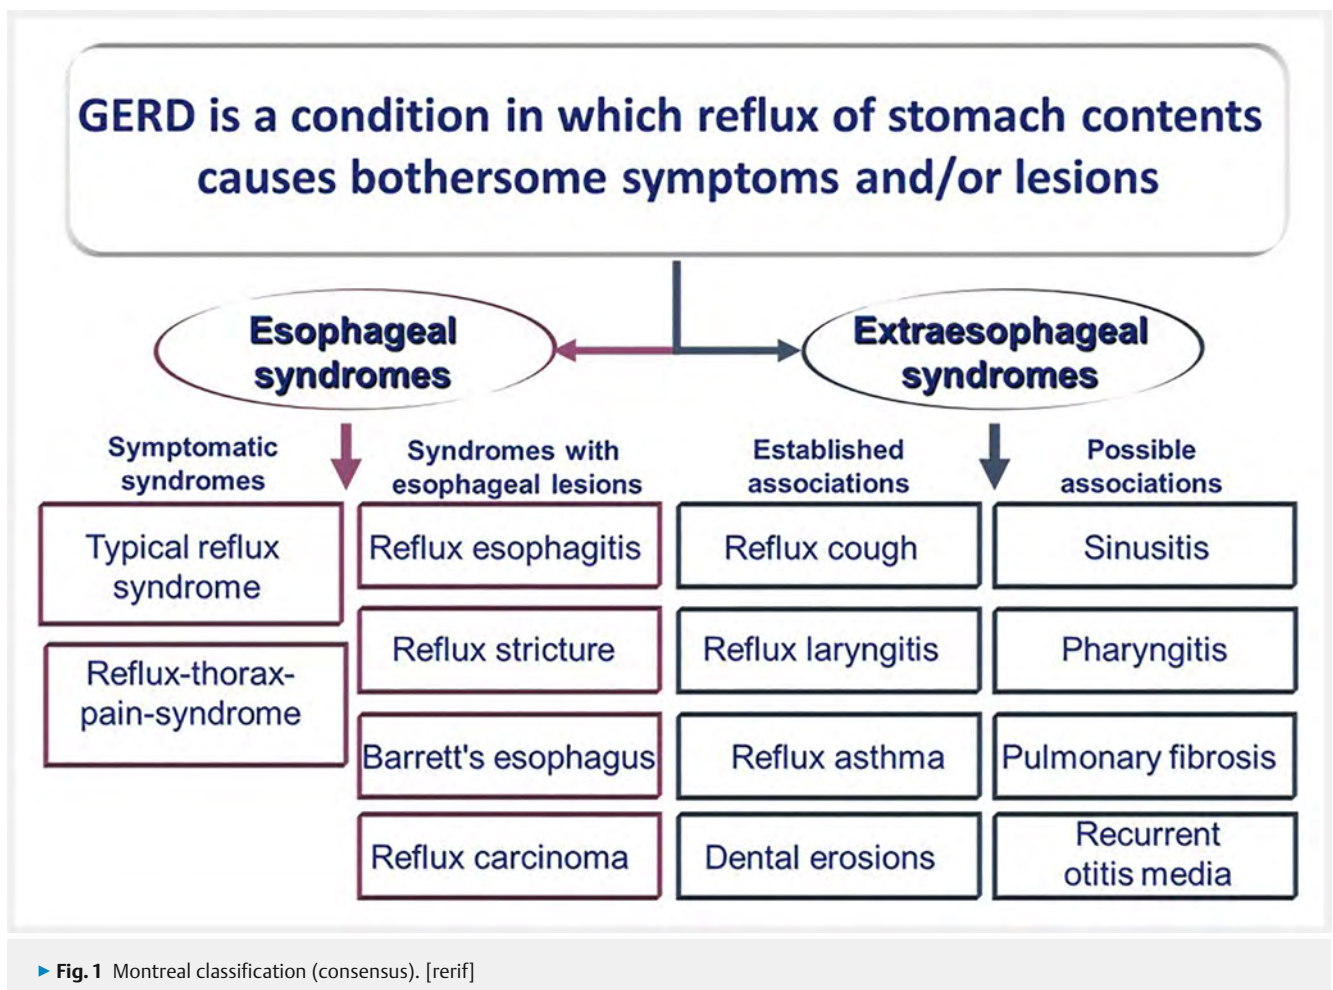 GERD is a condition in which reflux of stomach contents
causes bothersome symptoms and/or lesions
Esophageal
syndromes
Extraesophageal
syndromes
Symptomatic
syndromes
Typical reflux
syndrome
Reflux-thorax-
pain-syndrome
Syndromes with
esophageal lesions
Reflux esophagitis
Reflux stricture
Barrett's esophagus
Reflux carcinoma
Established
associations
Reflux cough
Reflux laryngitis
Reflux asthma
Dental erosions
Possible
associations
Sinusitis
Pharyngitis
Pulmonary fibrosis
Recurrent
otitis media
▶ Fig. 1 Montreal classification (consensus). [rerif]